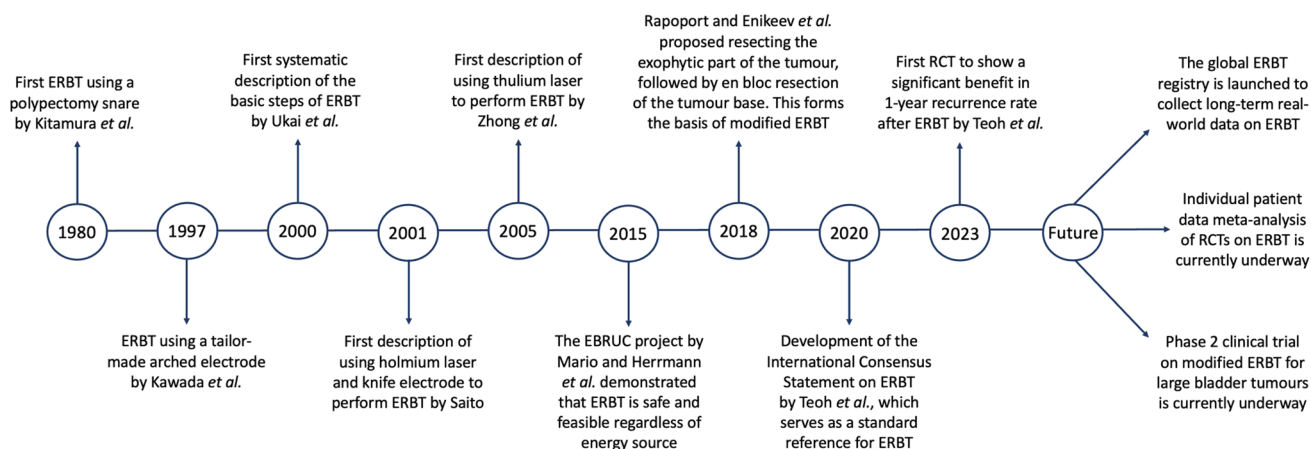 First ERBT using a
polypectomy snare
by Kitamura et al.
First systematic
description of the
basic steps of ERBT
by Ukai et al.
First description of
using thulium laser
to perform ERBT by
Zhong et al.
Rapoport and Enikeev et al.
proposed resecting the
exophytic part of the tumour,
followed by en bloc resection
of the tumour base. This forms
the basis of modified ERBT
First RCT to show a
significant benefit in
1-year recurrence rate
after ERBT by Teoh et al.
The global ERBT
registry is launched to
collect long-term real-
world data on ERBT
1980
1997
2000
2001
2005
2015
2018
2020
2023
Future
Individual patient
data meta-analysis
of RCTs on ERBT is
currently underway
ERBT using a tailor-
made arched electrode
by Kawada et al.
First description of
using holmium laser
and knife electrode to
perform ERBT by Saito
The EBRUC project by
Mario and Herrmann
et al. demonstrated
that ERBT is safe and
feasible regardless of
energy source
Development of the
International Consensus
Statement on ERBT
by Teoh et al., which
serves as a standard
reference for ERBT
Phase 2 clinical trial
on modified ERBT for
large bladder tumours
is currently underway